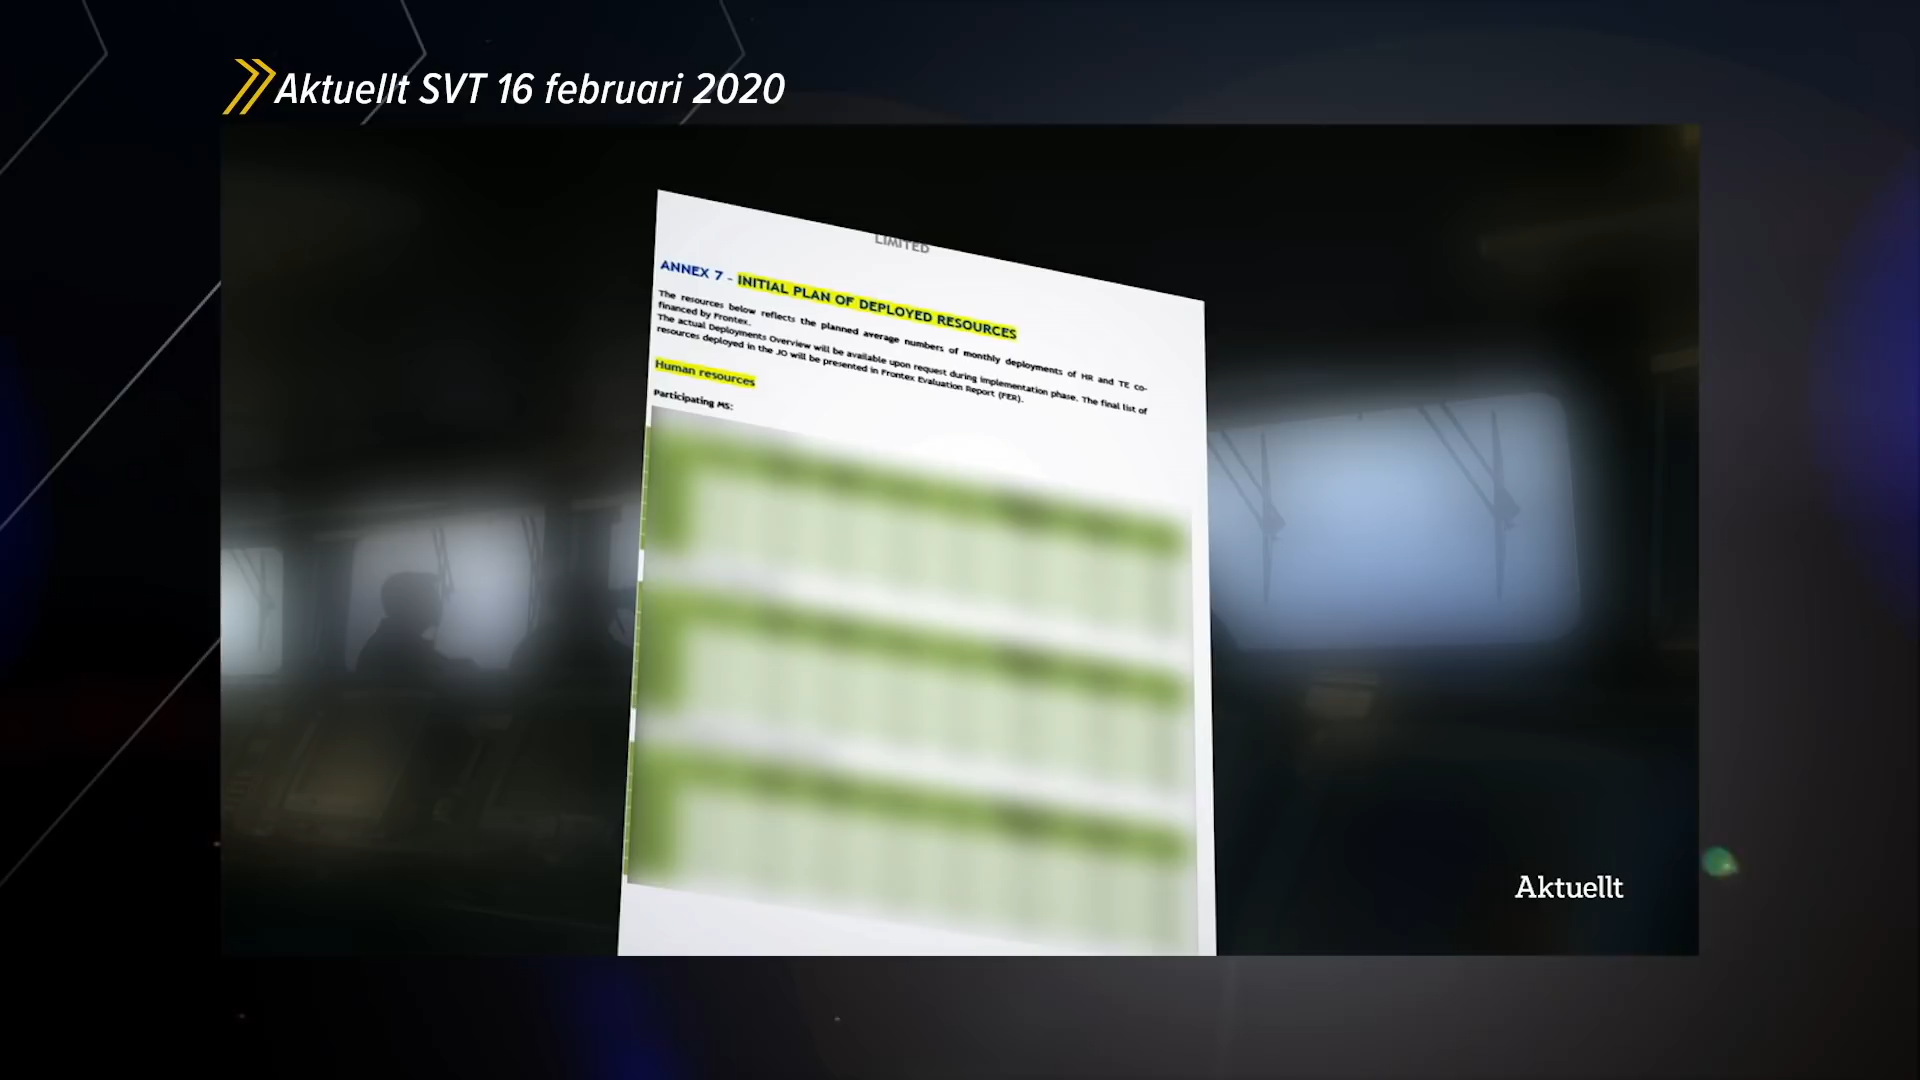 Aktuellt SVT 16 februari 2020
LIMITED
ANNEX 7 - INITIAL PLAN OF DEPLOYED RESOURCES
The resources below reflects the planned average numbers of monthly deployments of HR and TE co-
financed by Frontex.
The actual Deployments Overview will be available upon request during implementation phase. The final list of
resources deployed in the JO will be presented in Frontex Evaluation Report (FER).
Human resources
Participating MS:
Aktuellt